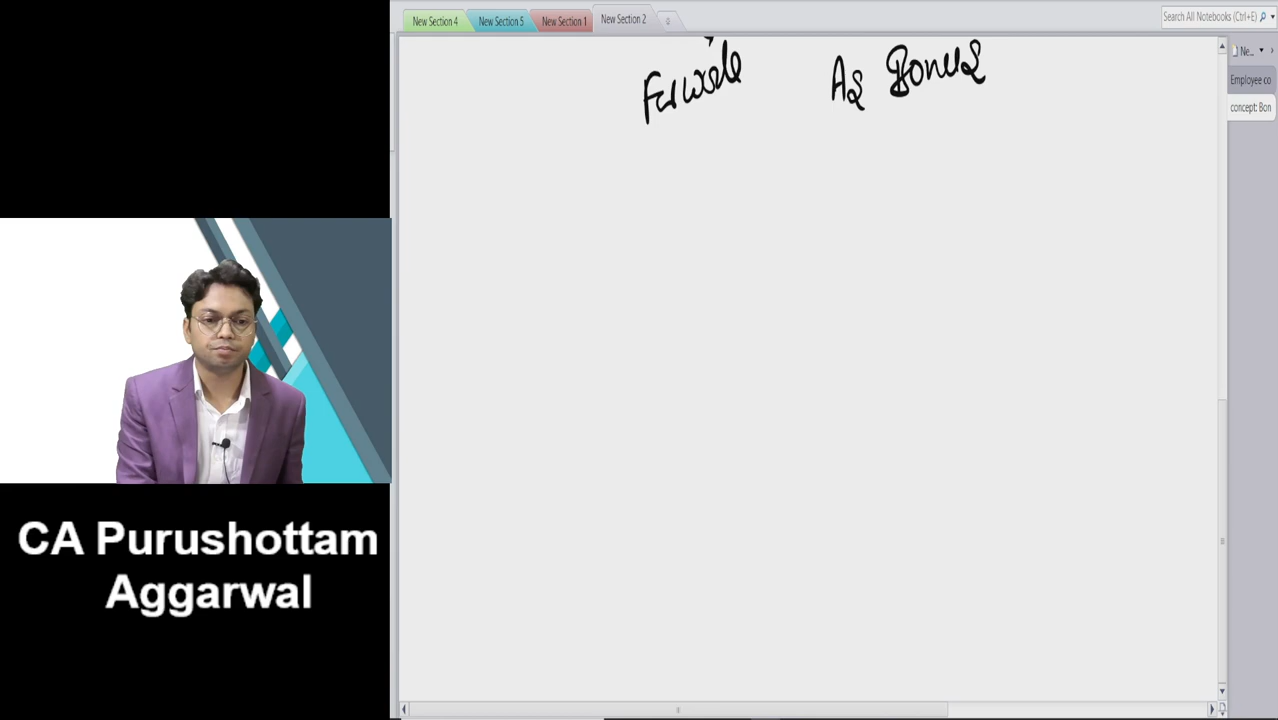 New Section 4
New Section 5
New Section 1
New Section 2
Search All Notebooks (Ctrl+E)
Ne...
Employee co
concept: Bon
As Bonus
CA Purushottam
Aggarwal